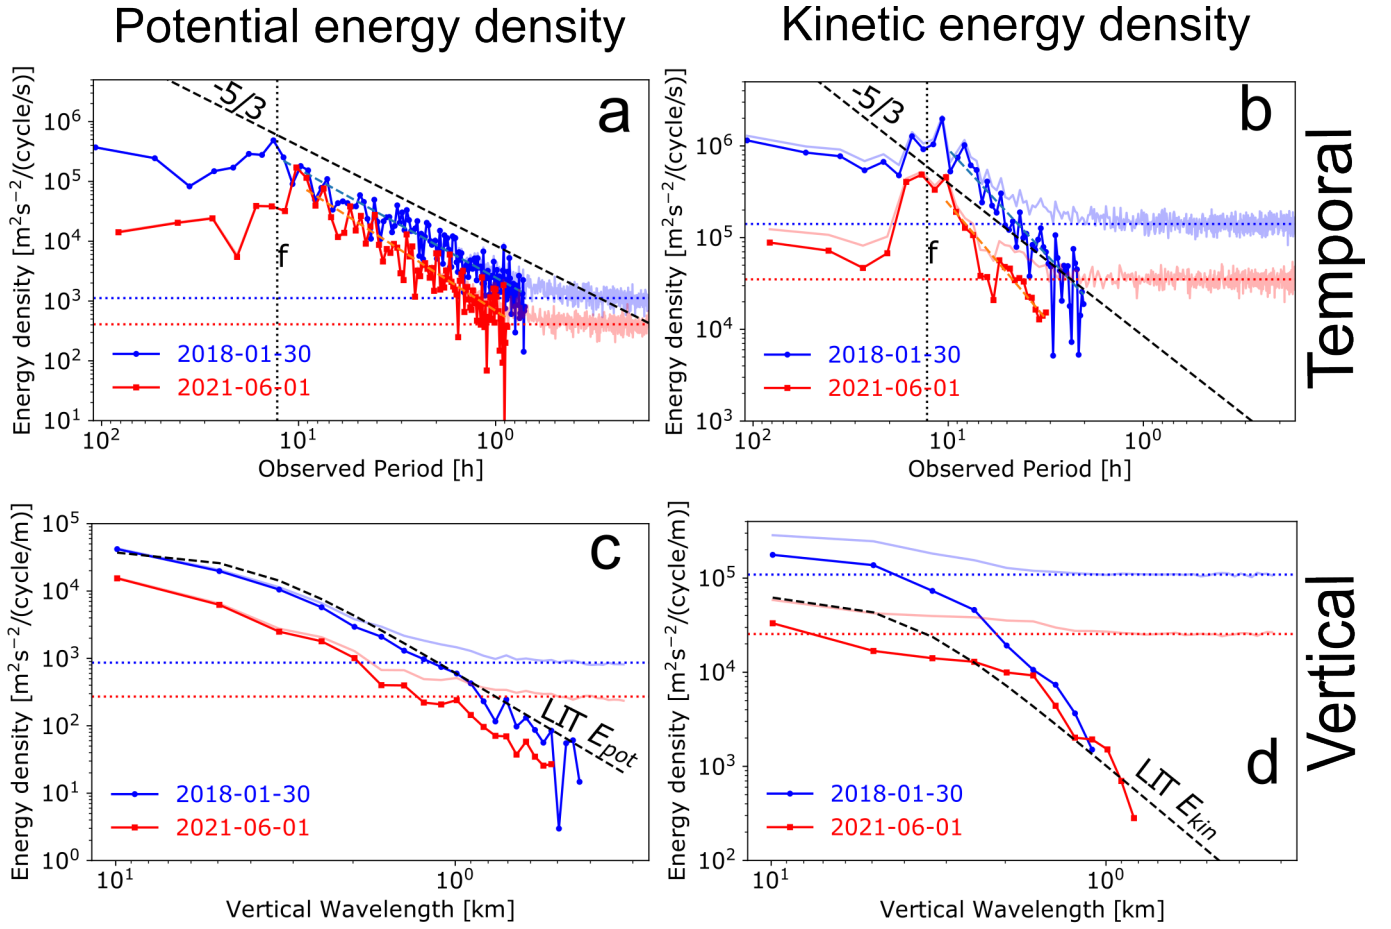 Potential energy density
Kinetic energy density
Energy density [m²s⁻²/(cycle/s)]
10⁶
10⁵
10⁴
10³
10²
10¹
-5/3
a
f
2018-01-30
2021-06-01
10²
10¹
10⁰
Observed Period [h]
Energy density [m²s⁻²/(cycle/s)]
10⁶
10⁵
10⁴
10³
-5/3
b
f
2018-01-30
2021-06-01
10²
10¹
10⁰
Observed Period [h]
Temporal
Energy density [m²s⁻²/(cycle/m)]
10⁵
10⁴
10³
10²
10¹
10⁰
c
LIT E_pot
2018-01-30
2021-06-01
10¹
10⁰
Vertical Wavelength [km]
Energy density [m²s⁻²/(cycle/m)]
10⁵
10⁴
10³
10²
d
LIT E_kin
2018-01-30
2021-06-01
10¹
10⁰
Vertical Wavelength [km]
Vertical